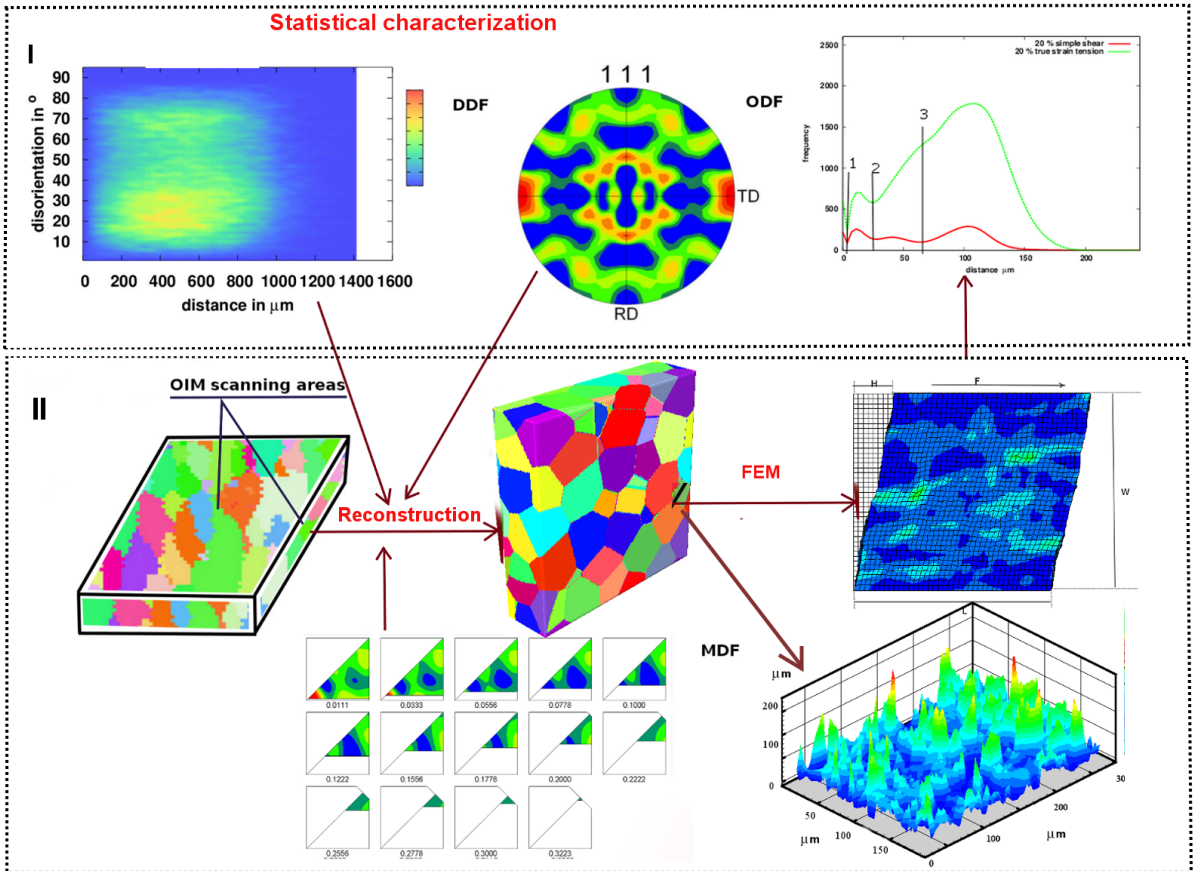 Statistical characterization
I
disorientation in °
90
80
70
60
50
40
30
20
10
0 200 400 600 800 1000 1200 1400 1600
distance in μm
DDF
1 1 1
TD
RD
ODF
20 % simple shear
20 % true strain tension
frequency
2500
2000
1500
1000
500
0
1
2
3
0 50 100 150 200
distance μm
II
OIM scanning areas
Reconstruction
FEM
H
F
W
L
MDF
0.0111 0.0333 0.0556 0.0778 0.1000
0.1222 0.1556 0.1778 0.2000 0.2222
0.2556 0.2778 0.3000 0.3223
μm
200
100
0
50
100
150
μm
0
100
200
30
μm